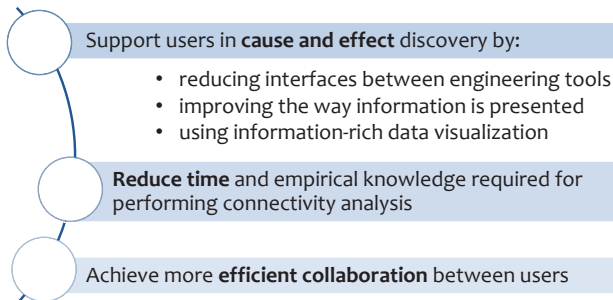 Support users in cause and effect discovery by:
• reducing interfaces between engineering tools
• improving the way information is presented
• using information-rich data visualization
Reduce time and empirical knowledge required for
performing connectivity analysis
Achieve more efficient collaboration between users